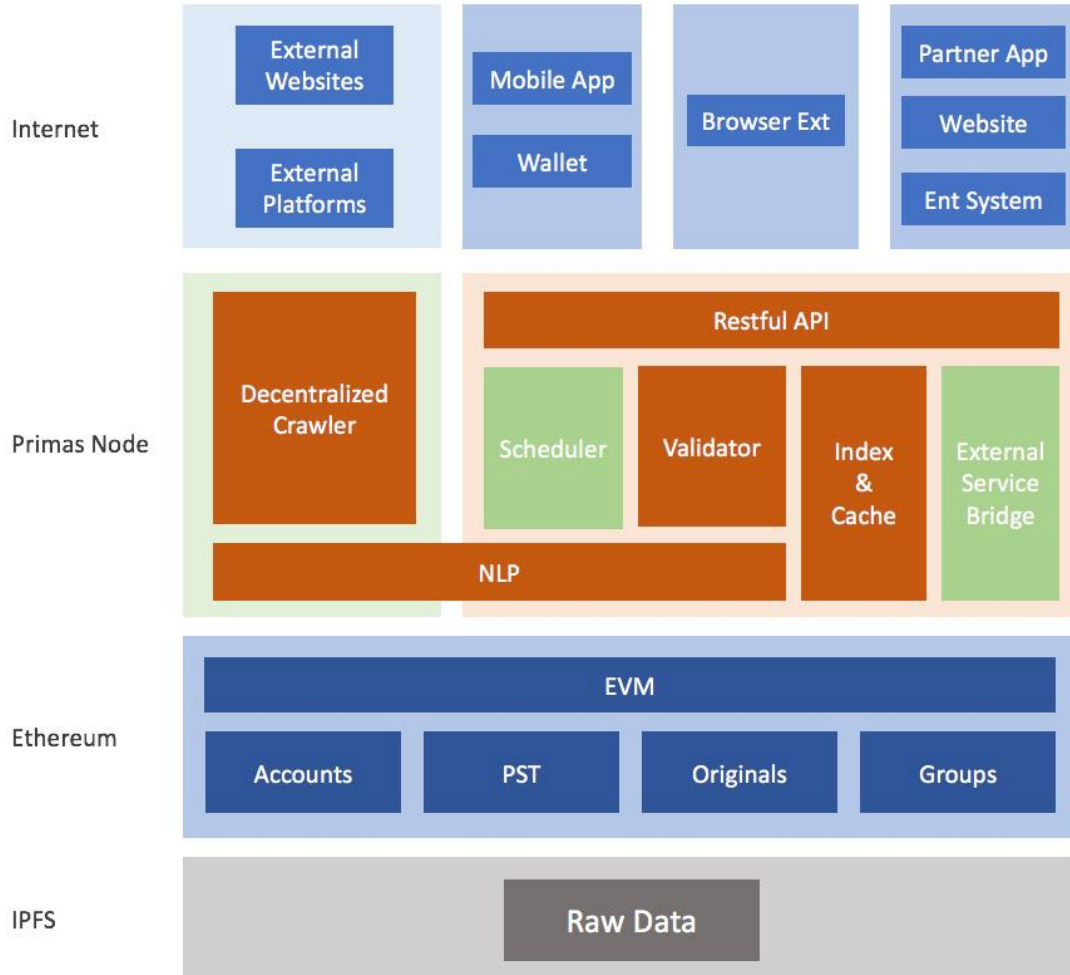 Internet
External
Websites
External
Platforms
Mobile App
Wallet
Browser Ext
Partner App
Website
Ent System
Primas Node
Decentralized
Crawler
Restful API
Scheduler
Validator
Index
&
Cache
External
Service
Bridge
NLP
Ethereum
EVM
Accounts
PST
Originals
Groups
IPFS
Raw Data